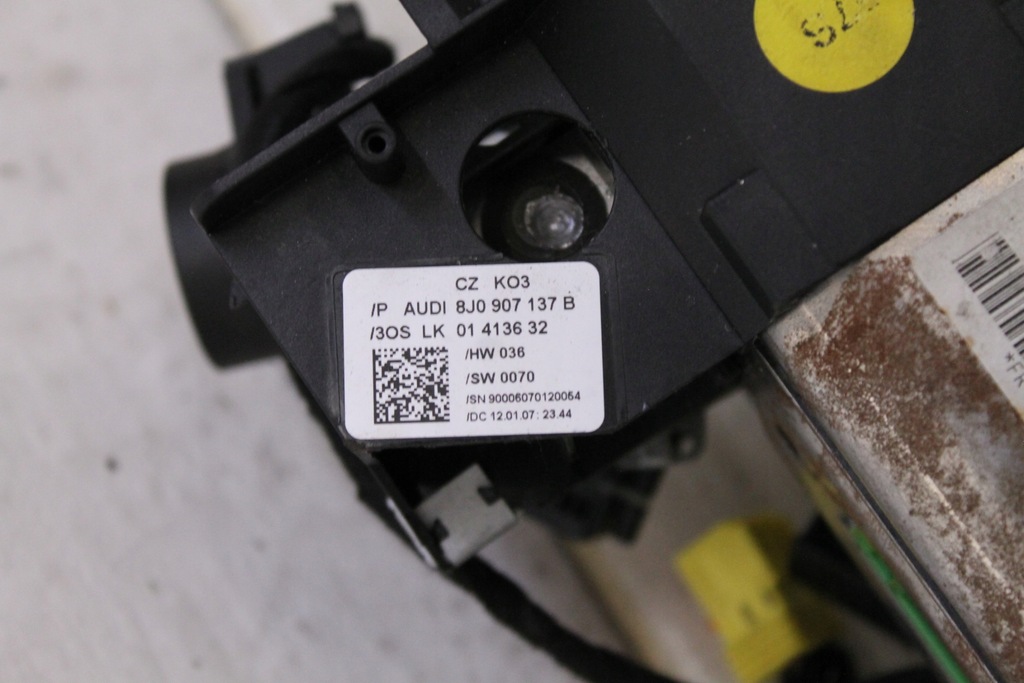 CZ KO3
/P AUDI 8J0 907 137 B
/3OS LK 01 4136 32
/HW 036
/SW 0070
/SN 90006070120054
/DC 12.01.07 : 23.44
*FK